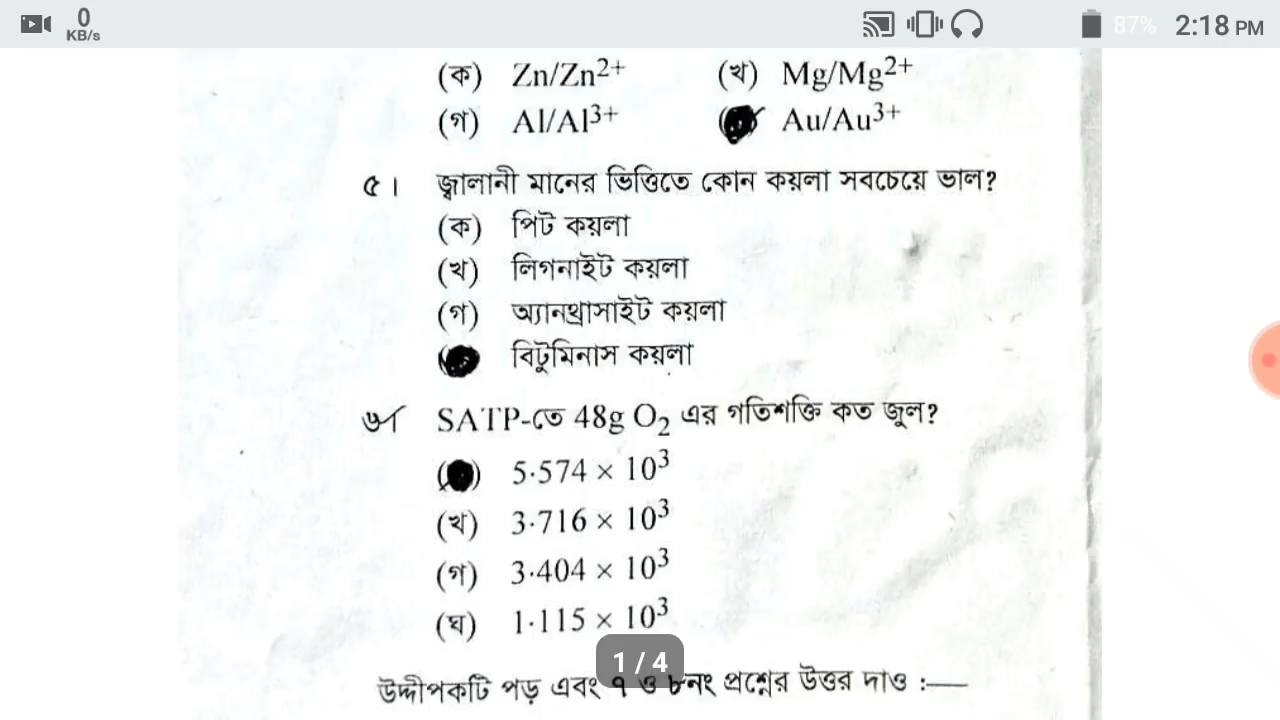 0
KB/s
87% 2:18 PM
(ক) Zn/Zn2+ (খ) Mg/Mg2+
(গ) Al/Al3+ Au/Au3+
৫। জ্বালানী মানের ভিত্তিতে কোন কয়লা সবচেয়ে ভাল?
(ক) পিট কয়লা
(খ) লিগনাইট কয়লা
(গ) অ্যানথ্রাসাইট কয়লা
বিটুমিনাস কয়লা
৬। SATP-তে 48g O2 এর গতিশক্তি কত জুল?
5·574 × 10³
(খ) 3·716 × 10³
(গ) 3·404 × 10³
(ঘ) 1·115 × 10³
1 / 4
উদ্দীপকটি পড় এবং ৭ ও ৮নং প্রশ্নের উত্তর দাও :—